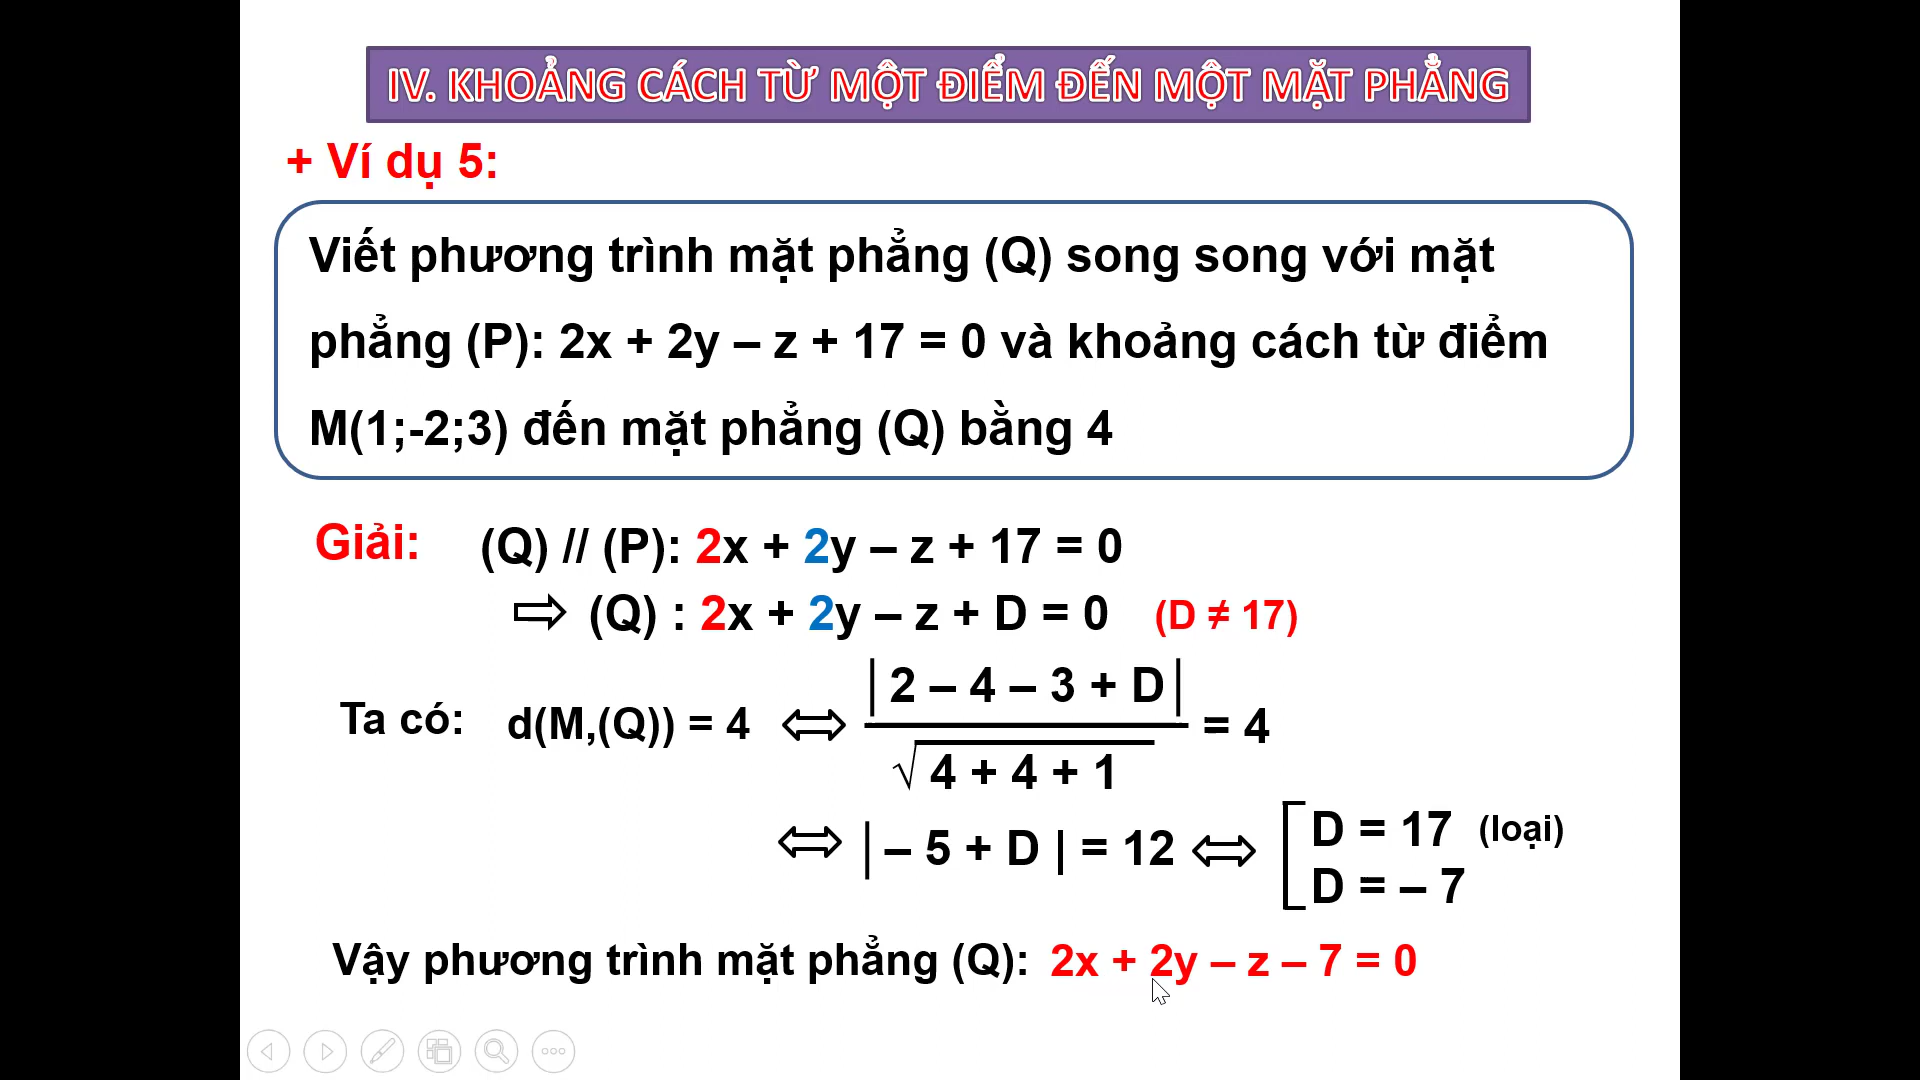 IV. KHOẢNG CÁCH TỪ MỘT ĐIỂM ĐẾN MỘT MẶT PHẲNG
+ Ví dụ 5:
Viết phương trình mặt phẳng (Q) song song với mặt
phẳng (P): 2x + 2y – z + 17 = 0 và khoảng cách từ điểm
M(1;-2;3) đến mặt phẳng (Q) bằng 4
Giải: (Q) // (P): 2x + 2y – z + 17 = 0
⇨ (Q) : 2x + 2y – z + D = 0 (D ≠ 17)
Ta có: d(M,(Q)) = 4 ⇔ | 2 – 4 – 3 + D | / √ 4 + 4 + 1 = 4
⇔ | – 5 + D | = 12 ⇔ [ D = 17 (loại)
D = – 7
Vậy phương trình mặt phẳng (Q): 2x + 2y – z – 7 = 0